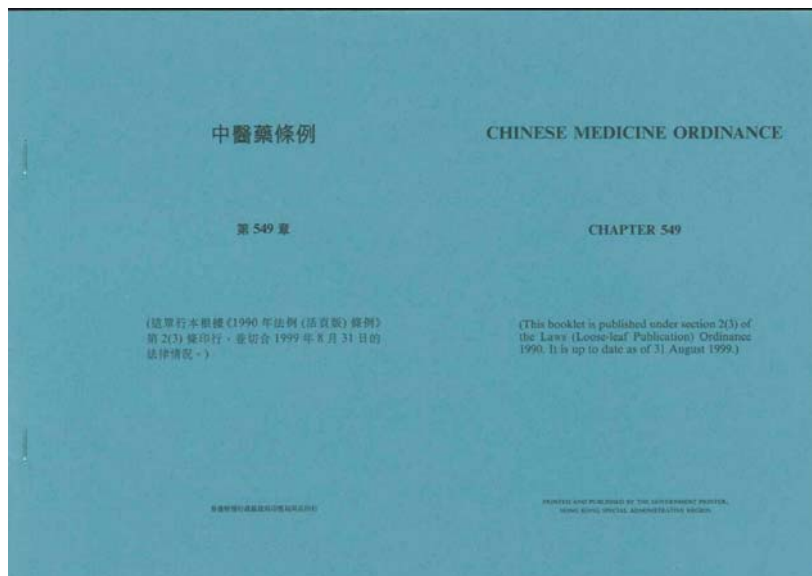 中醫藥條例
第 549 章
(這單行本根據《1990 年法例 (活頁版) 條例》
第 2(3) 條印行,並切合 1999 年 8 月 31 日的
法律情況。)
CHINESE MEDICINE ORDINANCE
CHAPTER 549
(This booklet is published under section 2(3) of
the Laws (Loose-leaf Publication) Ordinance
1990. It is up to date as of 31 August 1999.)
PRINTED AND PUBLISHED BY THE GOVERNMENT PRINTER,
HONG KONG SPECIAL ADMINISTRATIVE REGION